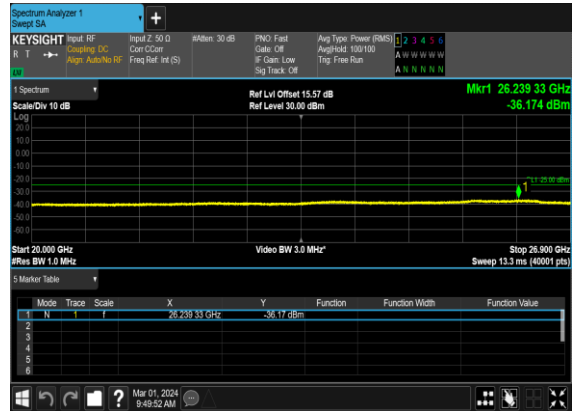 Spectrum Analyzer 1
Swept SA
+
KEYSIGHT Input: RF Input Z: 50 Ω #Atten: 30 dB PNO: Fast Avg Type: Power (RMS) 1 2 3 4 5 6
R T Coupling: DC Corr CCorr Gate: Off Avg|Hold: 100/100 A W W W W W
Align: Auto/No RF Freq Ref: Int (S) IF Gain: Low Trig: Free Run
LXI Sig Track: Off A N N N N N
1 Spectrum Ref Lvl Offset 15.57 dB Mkr1 26.239 33 GHz
Scale/Div 10 dB Ref Level 30.00 dBm -36.174 dBm
Log
20.0
10.0
0.00
-10.0
-20.0
L1 -25.00 dBm
1
-30.0
-40.0
-50.0
-60.0
Start 20.000 GHz Video BW 3.0 MHz* Stop 26.900 GHz
#Res BW 1.0 MHz Sweep 13.3 ms (40001 pts)
5 Marker Table
Mode Trace Scale X Y Function Function Width Function Value
1 N 1 f 26.239 33 GHz -36.17 dBm
2
3
4
5
6
? Mar 01, 2024
9:49:52 AM